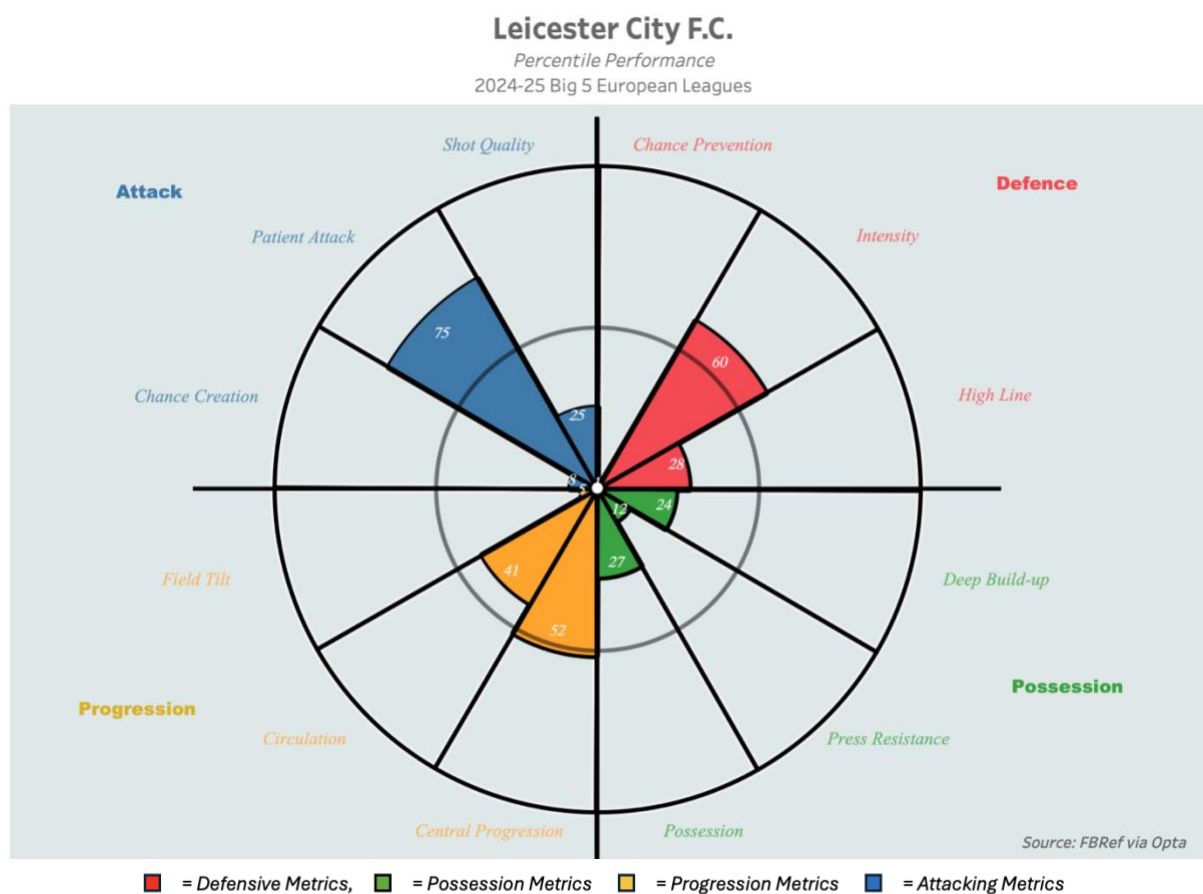 Leicester City F.C.
Percentile Performance
2024-25 Big 5 European Leagues
Shot Quality
Chance Prevention
Attack
Defence
Patient Attack
Intensity
75
60
Chance Creation
High Line
25
28
8
5
24
12
27
41
52
Field Tilt
Deep Build-up
Progression
Possession
Circulation
Press Resistance
Central Progression
Possession
Source: FBRef via Opta
= Defensive Metrics, = Possession Metrics = Progression Metrics = Attacking Metrics